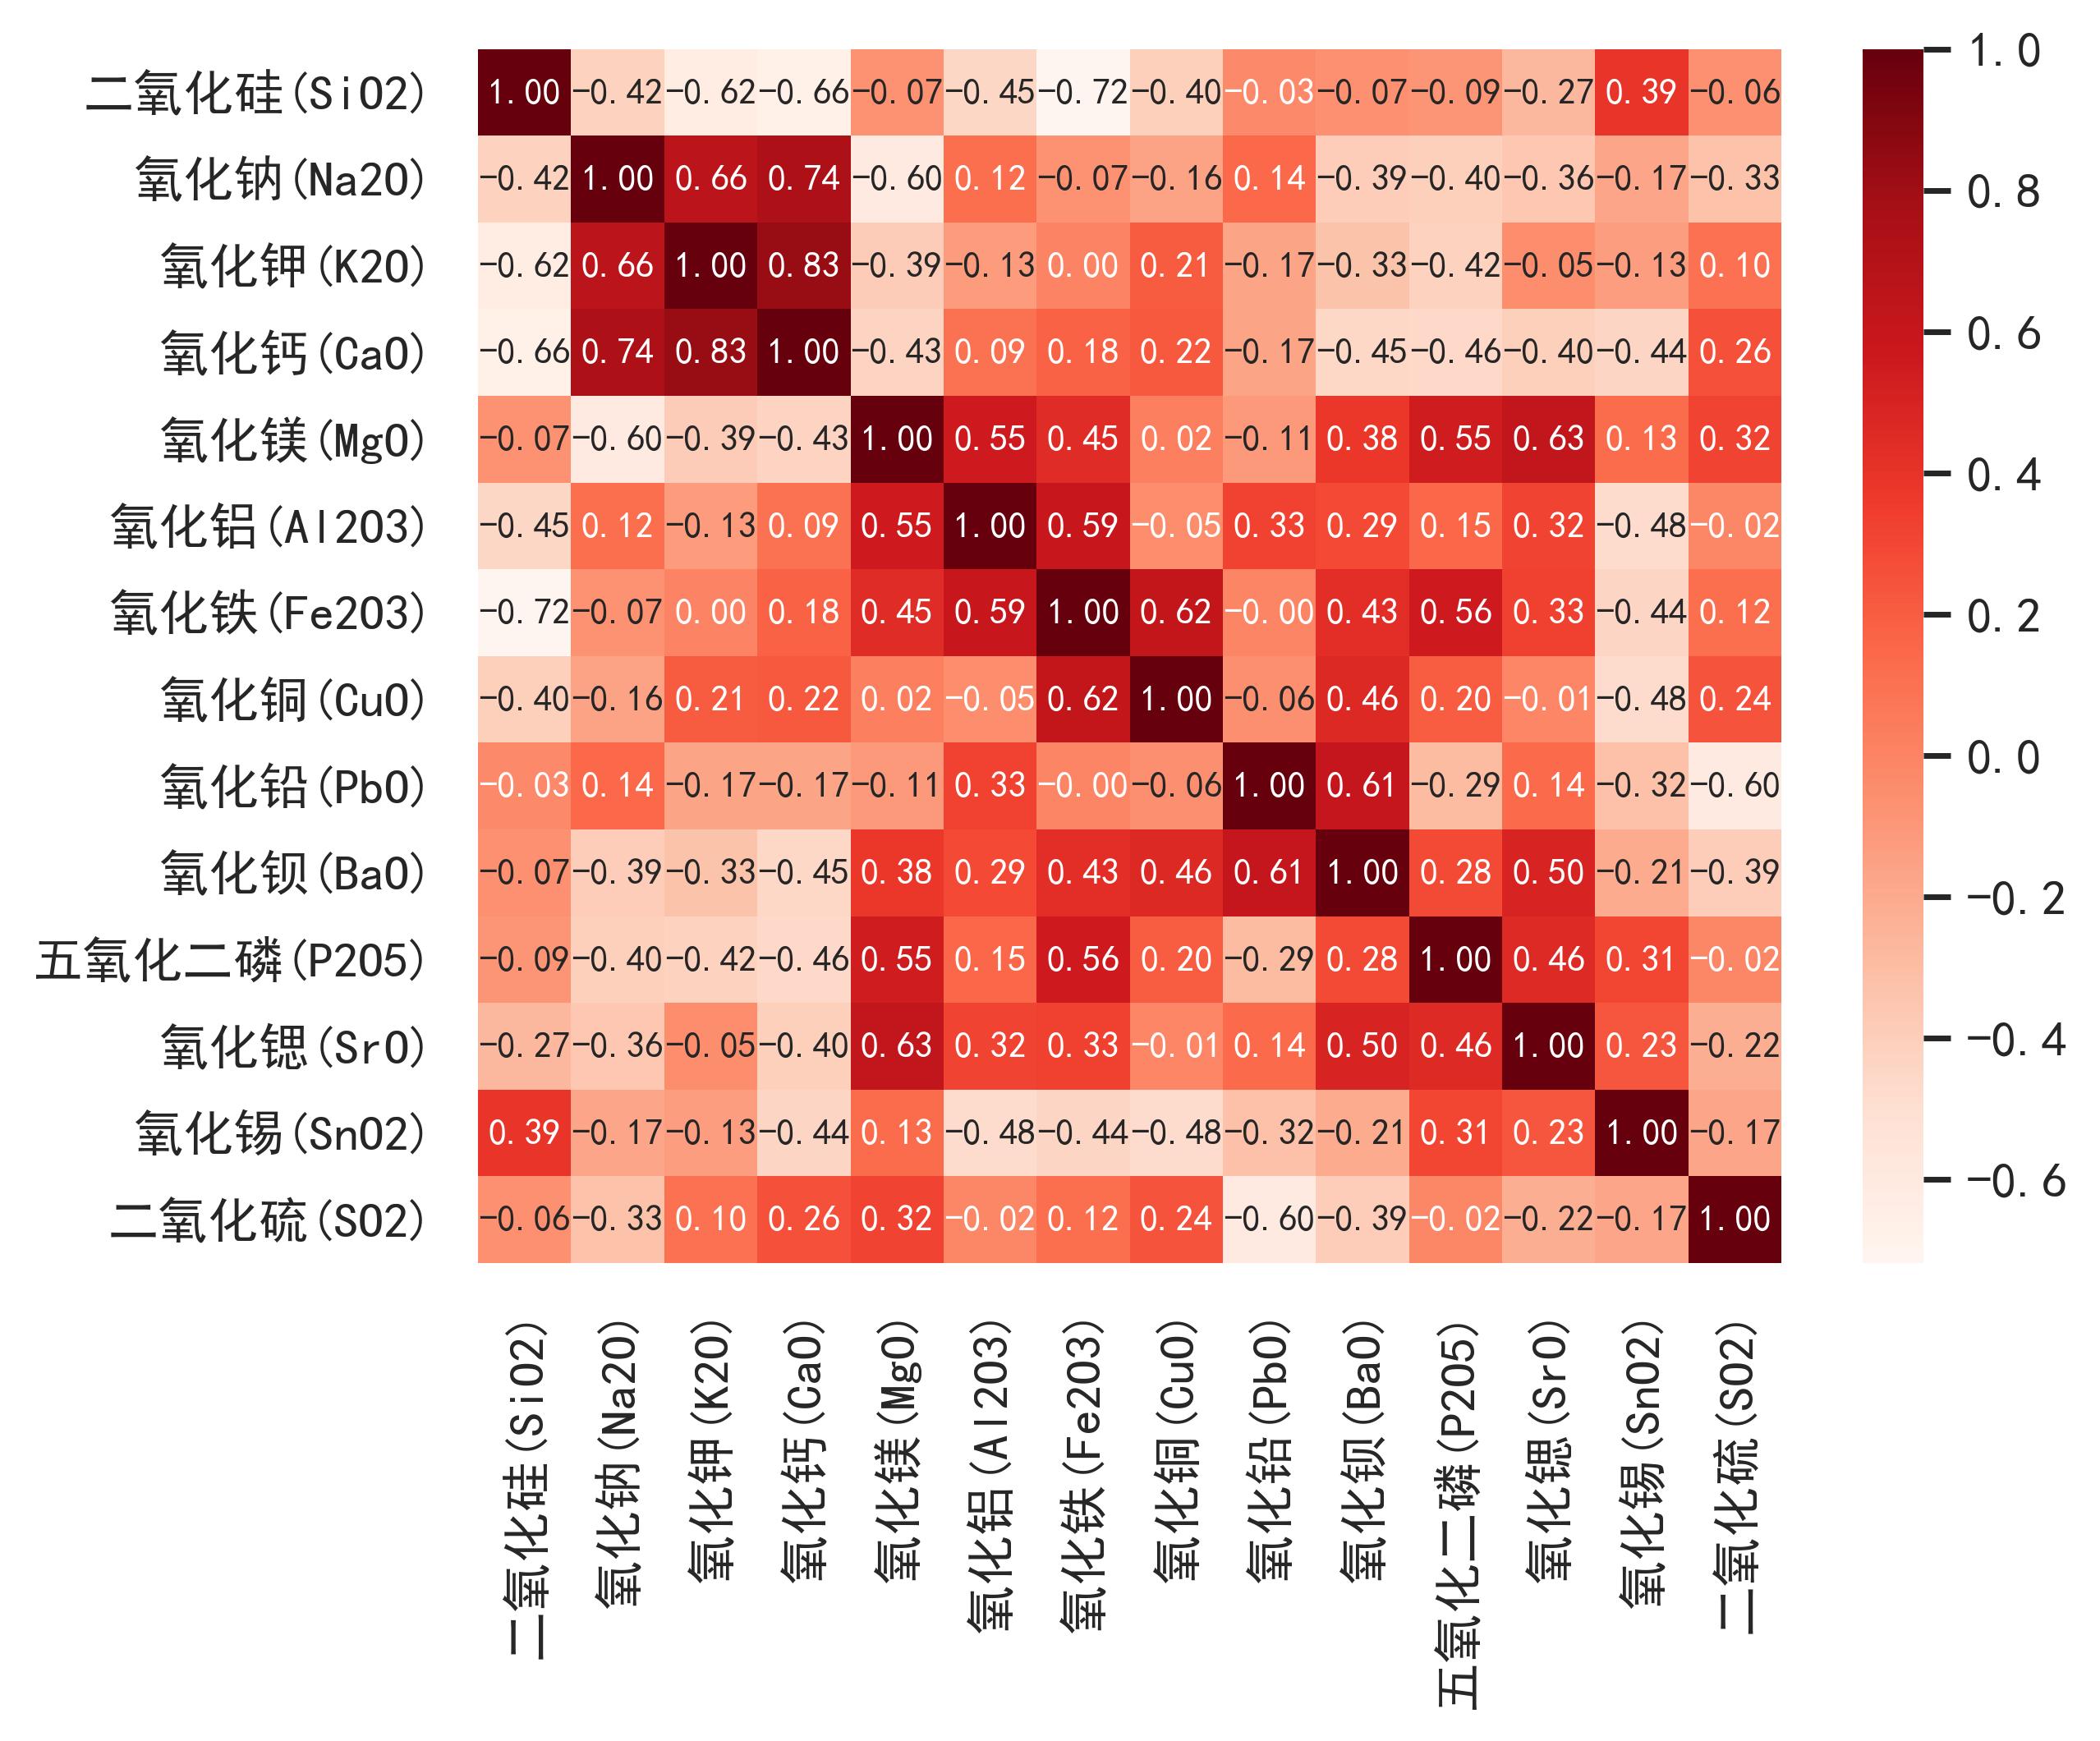 二氧化硅(SiO2) 1.00 -0.42 -0.62 -0.66 -0.07 -0.45 -0.72 -0.40 -0.03 -0.07 -0.09 -0.27 0.39 -0.06
氧化钠(Na2O) -0.42 1.00 0.66 0.74 -0.60 0.12 -0.07 -0.16 0.14 -0.39 -0.40 -0.36 -0.17 -0.33
氧化钾(K2O) -0.62 0.66 1.00 0.83 -0.39 -0.13 0.00 0.21 -0.17 -0.33 -0.42 -0.05 -0.13 0.10
氧化钙(CaO) -0.66 0.74 0.83 1.00 -0.43 0.09 0.18 0.22 -0.17 -0.45 -0.46 -0.40 -0.44 0.26
氧化镁(MgO) -0.07 -0.60 -0.39 -0.43 1.00 0.55 0.45 0.02 -0.11 0.38 0.55 0.63 0.13 0.32
氧化铝(Al2O3) -0.45 0.12 -0.13 0.09 0.55 1.00 0.59 -0.05 0.33 0.29 0.15 0.32 -0.48 -0.02
氧化铁(Fe2O3) -0.72 -0.07 0.00 0.18 0.45 0.59 1.00 0.62 -0.00 0.43 0.56 0.33 -0.44 0.12
氧化铜(CuO) -0.40 -0.16 0.21 0.22 0.02 -0.05 0.62 1.00 -0.06 0.46 0.20 -0.01 -0.48 0.24
氧化铅(PbO) -0.03 0.14 -0.17 -0.17 -0.11 0.33 -0.00 -0.06 1.00 0.61 -0.29 0.14 -0.32 -0.60
氧化钡(BaO) -0.07 -0.39 -0.33 -0.45 0.38 0.29 0.43 0.46 0.61 1.00 0.28 0.50 -0.21 -0.39
五氧化二磷(P2O5) -0.09 -0.40 -0.42 -0.46 0.55 0.15 0.56 0.20 -0.29 0.28 1.00 0.46 0.31 -0.02
氧化锶(SrO) -0.27 -0.36 -0.05 -0.40 0.63 0.32 0.33 -0.01 0.14 0.50 0.46 1.00 0.23 -0.22
氧化锡(SnO2) 0.39 -0.17 -0.13 -0.44 0.13 -0.48 -0.44 -0.48 -0.32 -0.21 0.31 0.23 1.00 -0.17
二氧化硫(SO2) -0.06 -0.33 0.10 0.26 0.32 -0.02 0.12 0.24 -0.60 -0.39 -0.02 -0.22 -0.17 1.00
二氧化硅(SiO2)
氧化钠(Na2O)
氧化钾(K2O)
氧化钙(CaO)
氧化镁(MgO)
氧化铝(Al2O3)
氧化铁(Fe2O3)
氧化铜(CuO)
氧化铅(PbO)
氧化钡(BaO)
五氧化二磷(P2O5)
氧化锶(SrO)
氧化锡(SnO2)
二氧化硫(SO2)
1.0
0.8
0.6
0.4
0.2
0.0
-0.2
-0.4
-0.6